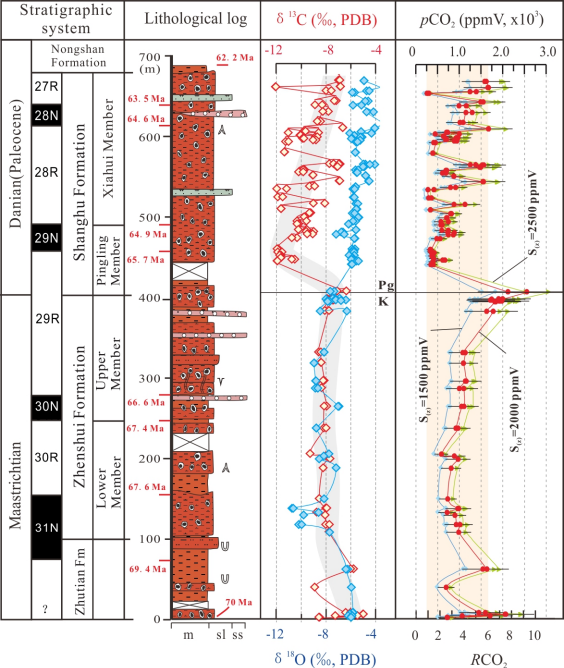 Stratigraphic
system
Lithological log
δ ¹³C (‰, PDB)
pCO₂ (ppmV, x10³)
-12 -8 -4
0 1.0 2.0 3.0
Nongshan
Formation
Danian(Paleocene)
Maastrichtian
27R
28N
28R
29N
29R
30N
30R
31N
?
Shanghu Formation
Zhenshui Formation
Zhutian Fm
Xiahui Member
Pingling
Member
Upper
Member
Lower
Member
700
(m)
600
500
400
300
200
100
0
62. 2 Ma
63. 5 Ma
64. 6 Ma
64. 9 Ma
65. 7 Ma
66. 6 Ma
67. 4 Ma
67. 6 Ma
69. 4 Ma
70 Ma
Pg
K
S(z)=2500 ppmV
S(z)=1500 ppmV
S(z)=2000 ppmV
m sl ss
-12 -8 -4
0 1 2 4 6 8 10
δ ¹⁸O (‰, PDB)
RCO₂